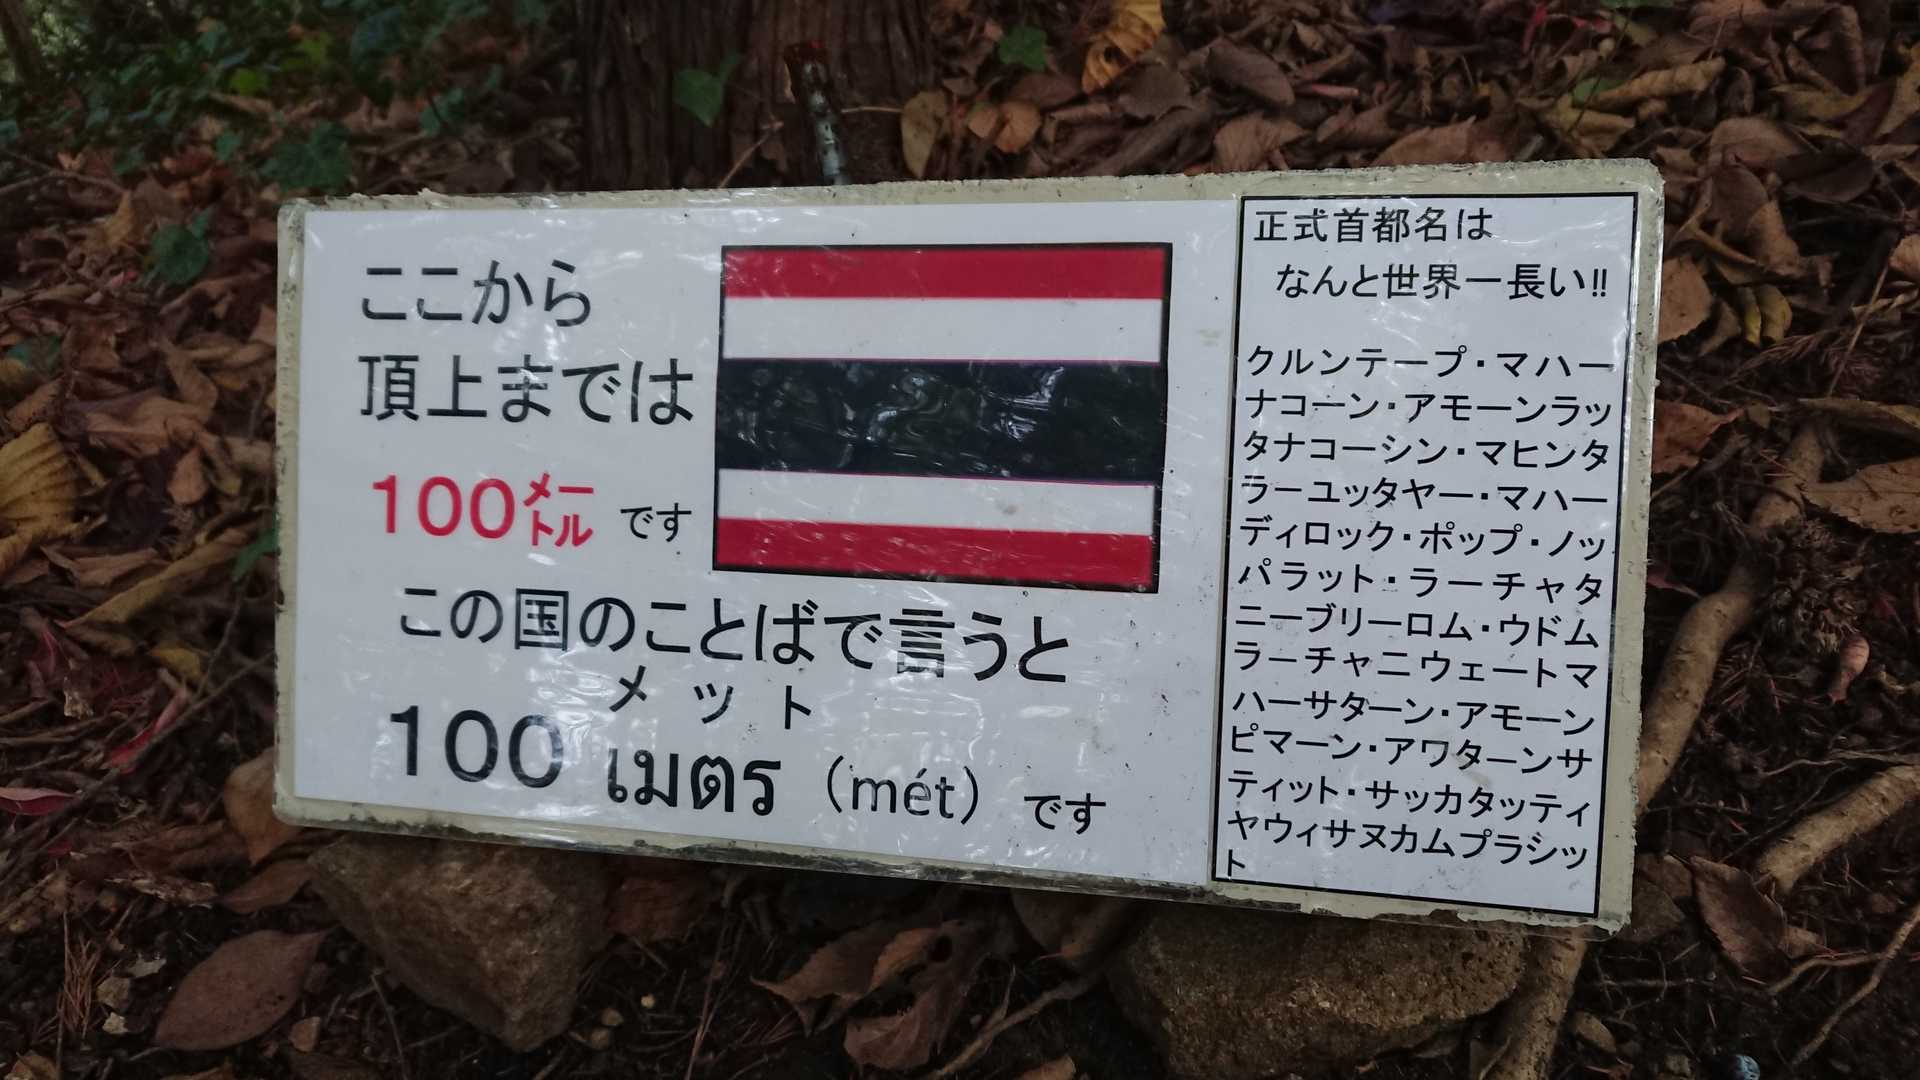 ここから
頂上までは
100メートル です
この国のことばで言うと
メット
100 เมตร (mét) です
正式首都名は
なんと世界一長い!!
クルンテープ・マハー
ナコーン・アモーンラッ
タナコーシン・マヒンタ
ラーユッタヤー・マハー
ディロック・ポップ・ノッ
パラット・ラーチャタ
ニーブリーロム・ウドム
ラーチャニウェートマ
ハーサターン・アモーン
ピマーン・アワターンサ
ティット・サッカタッティ
ヤウィサヌカムプラシッ
ト